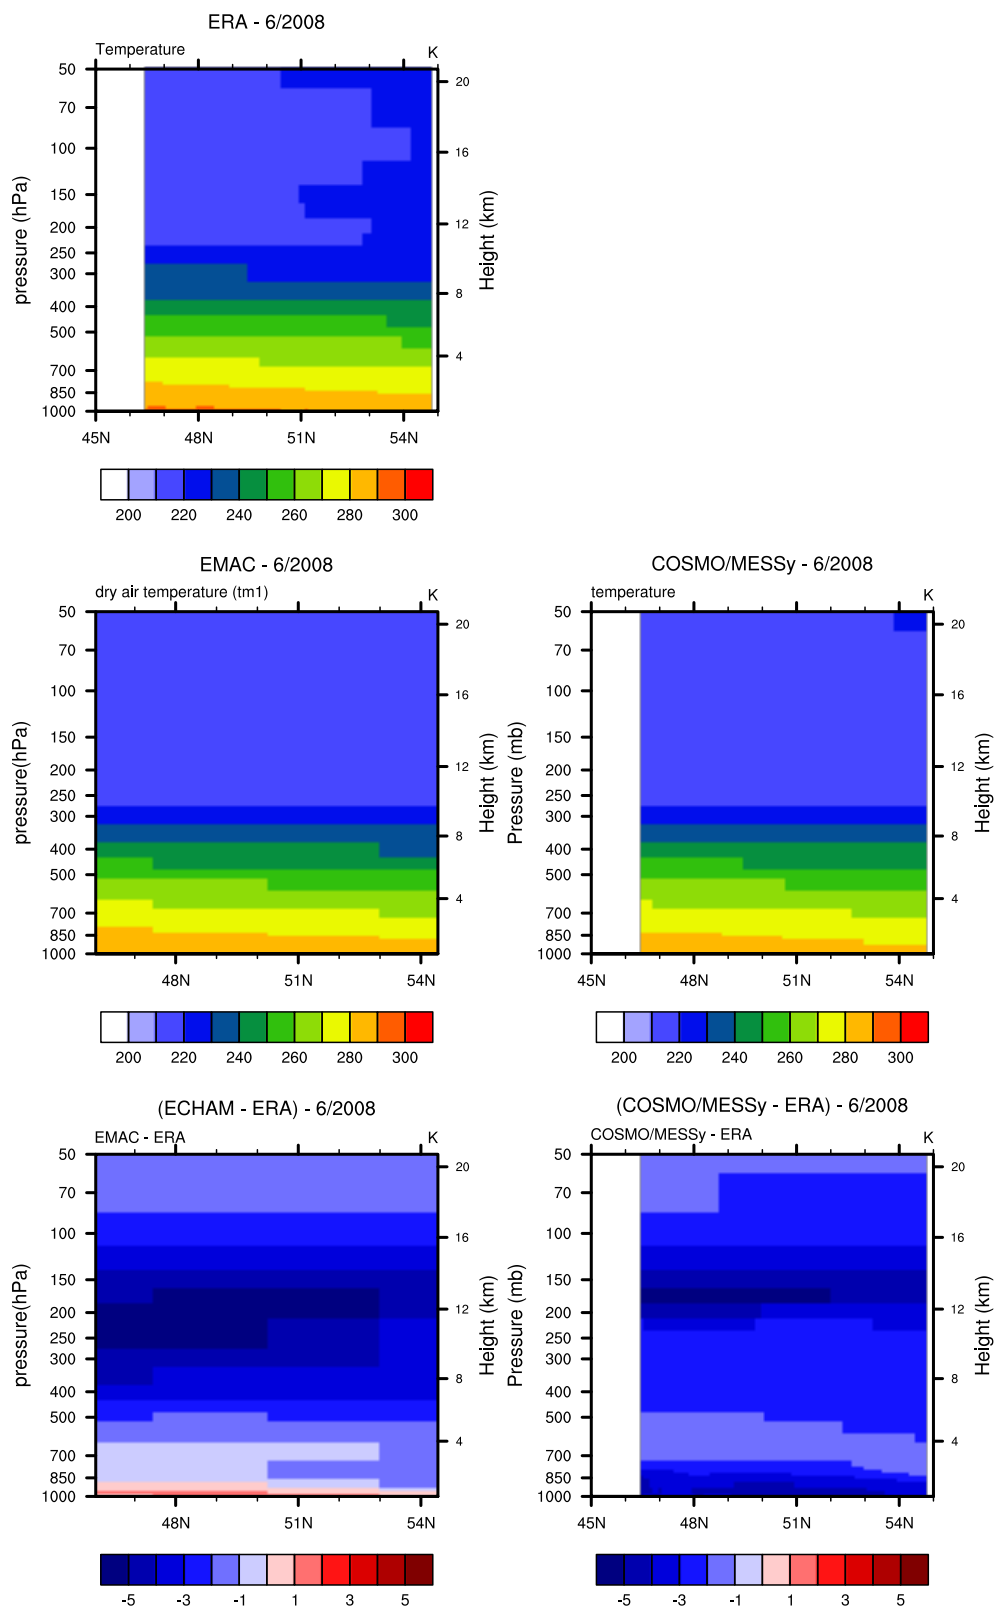 ERA - 6/2008
Temperature K
50
70
100
150
200
250
300
400
500
700
850
1000
pressure (hPa)
20
16
12
8
4
Height (km)
45N 48N 51N 54N
200 220 240 260 280 300
EMAC - 6/2008
dry air temperature (tm1) K
50
70
100
150
200
250
300
400
500
700
850
1000
pressure(hPa)
20
16
12
8
4
Height (km)
48N 51N 54N
200 220 240 260 280 300
COSMO/MESSy - 6/2008
temperature K
50
70
100
150
200
250
300
400
500
700
850
1000
Pressure (mb)
20
16
12
8
4
Height (km)
45N 48N 51N 54N
200 220 240 260 280 300
(ECHAM - ERA) - 6/2008
EMAC - ERA K
50
70
100
150
200
250
300
400
500
700
850
1000
pressure(hPa)
20
16
12
8
4
Height (km)
48N 51N 54N
-5 -3 -1 1 3 5
(COSMO/MESSy - ERA) - 6/2008
COSMO/MESSy - ERA K
50
70
100
150
200
250
300
400
500
700
850
1000
Pressure (mb)
20
16
12
8
4
Height (km)
45N 48N 51N 54N
-5 -3 -1 1 3 5